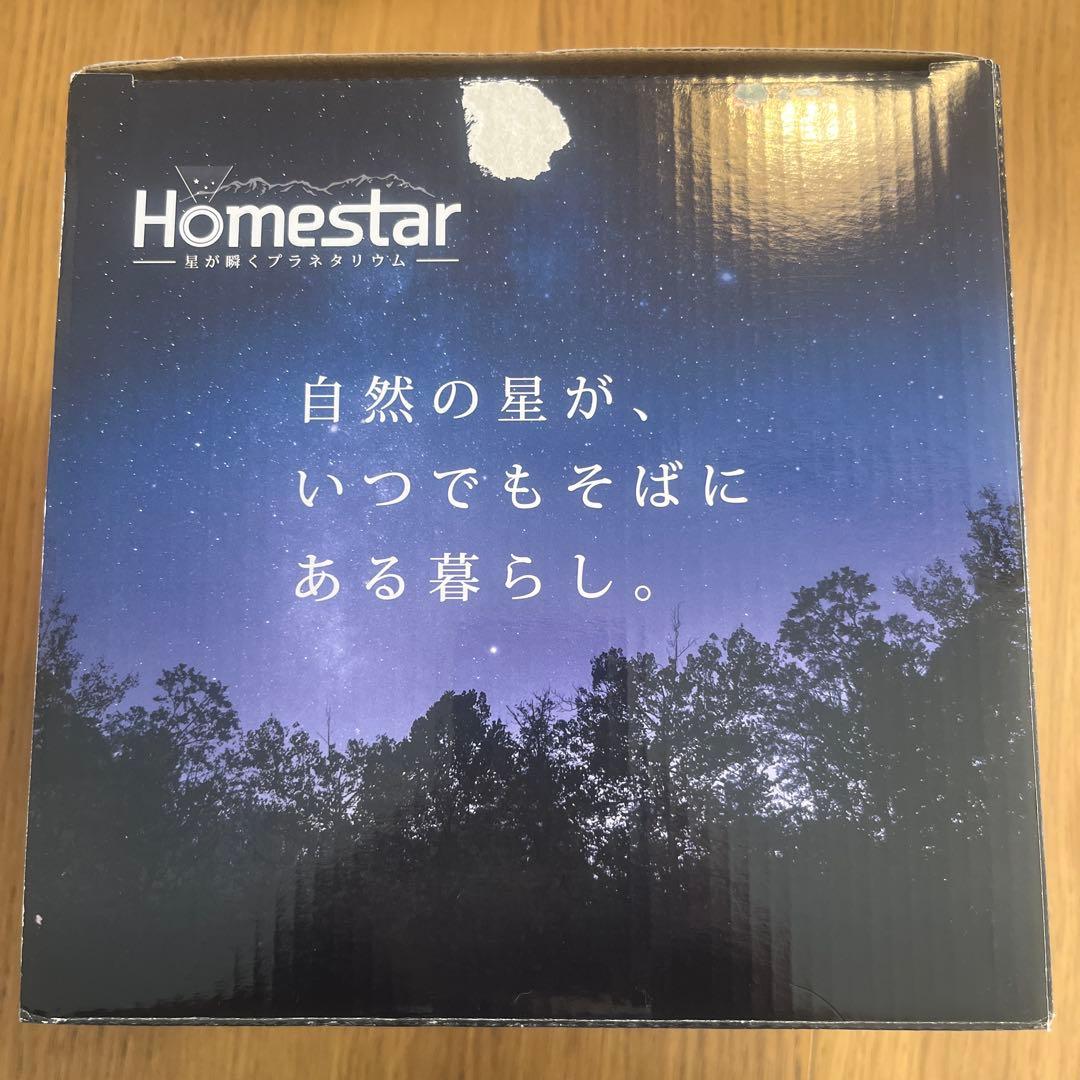 Homestar
星が瞬くプラネタリウム
自然の星が、
いつでもそばに
ある暮らし。